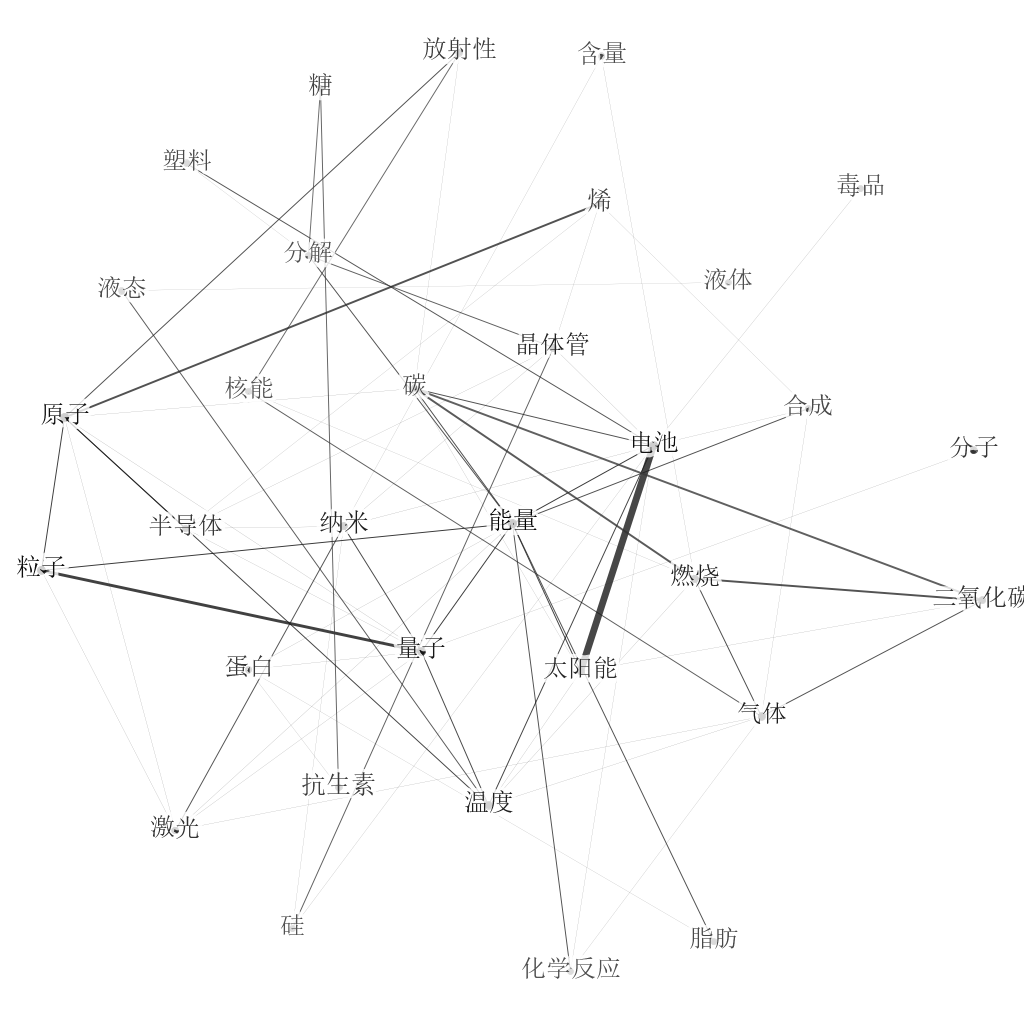 放射性
含量
糖
塑料
毒品
烯
分解
液体
液态
晶体管
碳
核能
合成
原子
电池
分子
能量
纳米
半导体
粒子
燃烧
二氧化碳
量子
蛋白
太阳能
气体
抗生素
温度
激光
硅
脂肪
化学反应